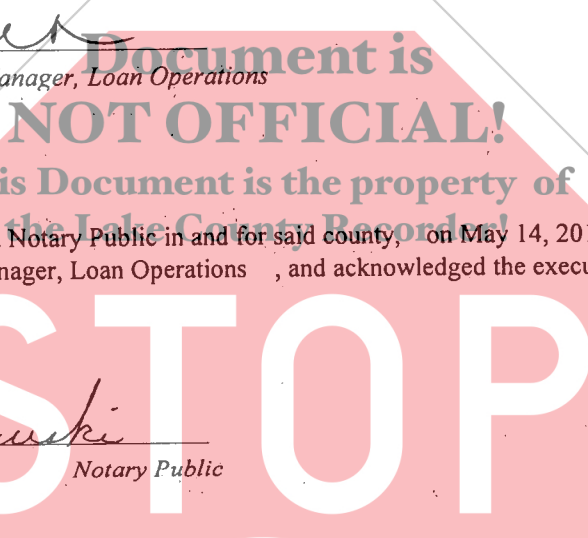 Document is
anager, Loan Operations
NOT OFFICIAL!
is Document is the property of
the Lake County Recorder!
Notary Public in and for said county, on May 14, 20
nager, Loan Operations , and acknowledged the execu
STOP
Notary Public